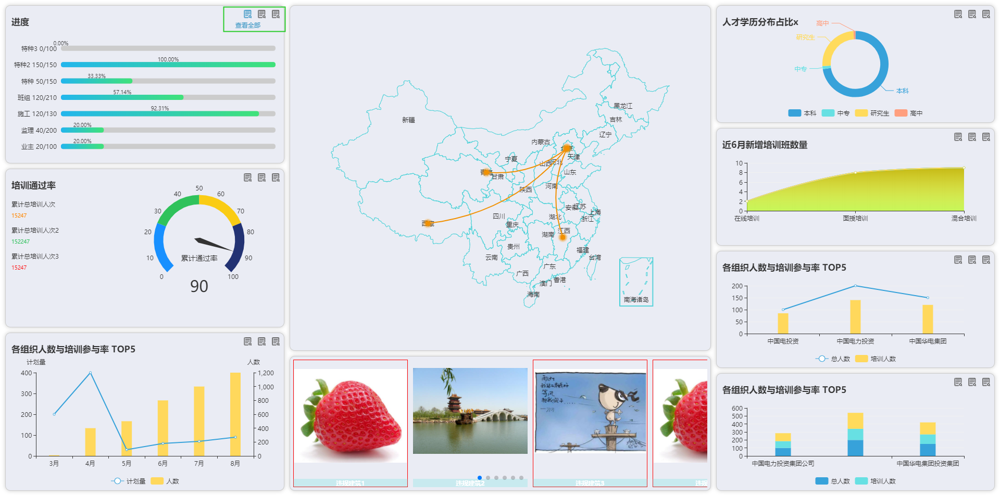 进度
查看全部
0.00%
特种3 0/100
100.00%
特种2 150/150
33.33%
特种 50/150
57.14%
班组 120/210
92.31%
施工 120/130
20.00%
监理 40/200
20.00%
业主 20/100
培训通过率
累计总培训人次
15247
累计总培训人次2
152247
累计总培训人次3
15247
0
10
20
30
40
50
60
70
80
90
100
累计通过率
90
各组织人数与培训参与率 TOP5
计划量
人数
400
300
200
100
0
1,200
1,000
800
600
400
200
0
3月
4月
5月
6月
7月
8月
计划量
人数
黑龙江
吉林
新疆
辽宁
内蒙古
北京
天津
宁夏
山西
河北
青海
山东
甘肃
河南
陕西
江苏
安徽
上海
四川
湖北
浙江
西藏
重庆
江西
湖南
贵州
福建
云南
台湾
广东
广西
香港
澳门
海南
南海诸岛
违规建筑1
违规建筑2
违规建筑3
违规
人才学历分布占比x
高中
研究生
中专
本科
本科
中专
研究生
高中
近6月新增培训班数量
10
8
6
4
2
0
在线培训
面授培训
混合培训
各组织人数与培训参与率 TOP5
200
150
100
50
0
中国电投资
中国电力投资
中国华电集团
总人数
培训人数
各组织人数与培训参与率 TOP5
600
500
400
300
200
100
0
中国电力投资集团公司
中国华电集团投资集团
总人数
培训人数